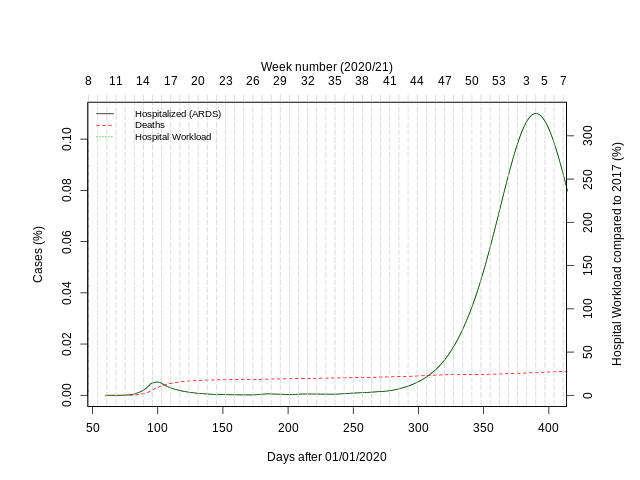 Week number (2020/21)
8 11 14 17 20 23 26 29 32 35 38 41 44 47 50 53 3 5 7
Hospitalized (ARDS)
Deaths
Hospital Workload
Cases (%)
0.00 0.02 0.04 0.06 0.08 0.10
0 50 100 150 200 250 300
Hospital Workload compared to 2017 (%)
50 100 150 200 250 300 350 400
Days after 01/01/2020